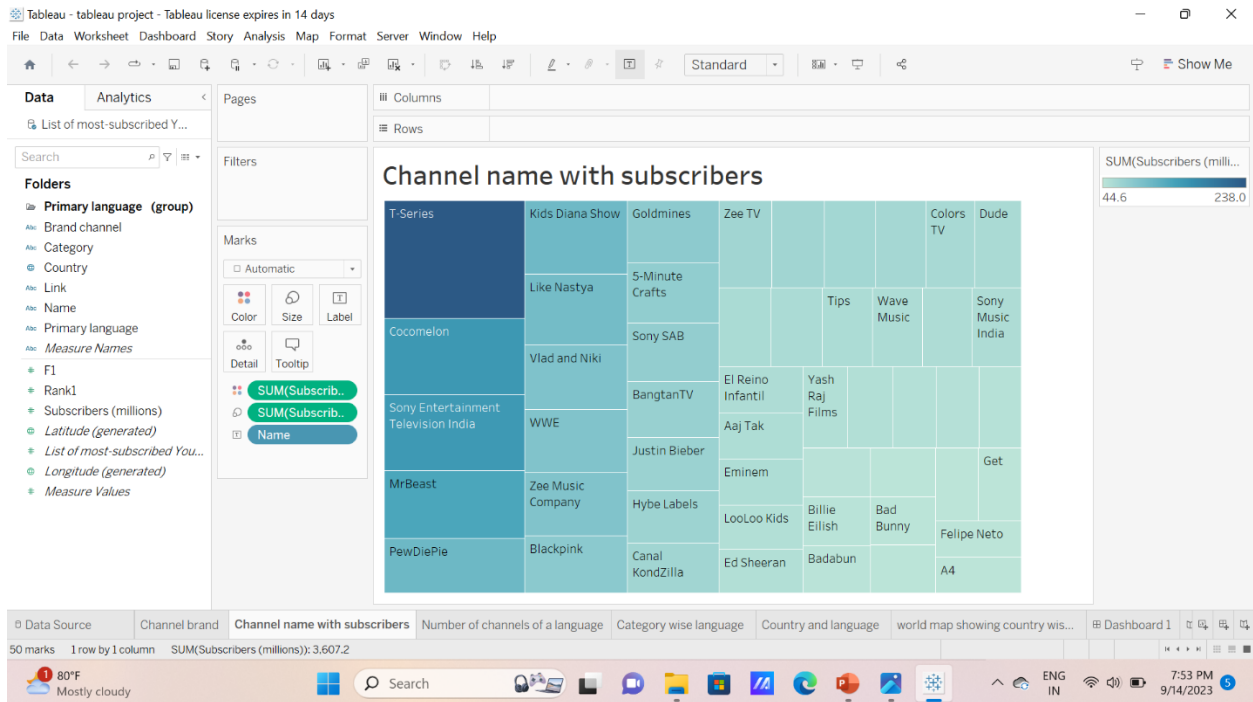 Tableau - tableau project - Tableau license expires in 14 days
File Data Worksheet Dashboard Story Analysis Map Format Server Window Help
Standard
Show Me
Data Analytics
List of most-subscribed Y...
Search
Folders
Primary language (group)
Abc Brand channel
Abc Category
Country
Abc Link
Abc Name
Abc Primary language
Abc Measure Names
# F1
# Rank1
# Subscribers (millions)
Latitude (generated)
# List of most-subscribed You...
Longitude (generated)
# Measure Values
Pages
Filters
Marks
Automatic
Color Size Label
Detail Tooltip
SUM(Subscrib..
SUM(Subscrib..
Name
Columns
Rows
Channel name with subscribers
T-Series
Cocomelon
Sony Entertainment
Television India
MrBeast
PewDiePie
Kids Diana Show
Like Nastya
Vlad and Niki
WWE
Zee Music
Company
Blackpink
Goldmines
5-Minute
Crafts
Sony SAB
BangtanTV
Justin Bieber
Hybe Labels
Canal
KondZilla
Zee TV
Colors
TV
Dude
Tips
Wave
Music
Sony
Music
India
El Reino
Infantil
Aaj Tak
Eminem
LooLoo Kids
Ed Sheeran
Yash
Raj
Films
Billie
Eilish
Bad
Bunny
Badabun
Get
Felipe Neto
A4
SUM(Subscribers (milli...
44.6 238.0
Data Source Channel brand Channel name with subscribers Number of channels of a language Category wise language Country and language world map showing country wis... Dashboard 1
50 marks 1 row by 1 column SUM(Subscribers (millions)): 3,607.2
1
80°F
Mostly cloudy
Search
ENG
IN
7:53 PM
9/14/2023
5